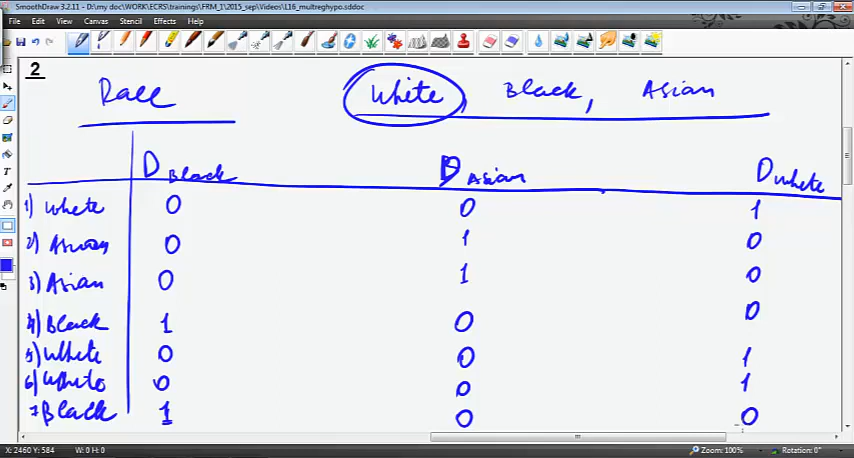 SmoothDraw 3.2.11 - D:\my doc\WORK\ECRS\trainings\FRM_1\2015_sep\Videos\L16_multreghypo.sddoc
File Edit View Canvas Stencil Effects Help
2
Race White, Black, Asian
D Black D Asian D White
1) White 0 0 1
2) Asian 0 1 0
3) Asian 0 1 0
4) Black 1 0 0
5) White 0 0 1
6) White 0 0 1
7 Black 1 0 0
X: 2460 Y: 584 W: 0 H: 0 Zoom: 100% Rotation: 0°